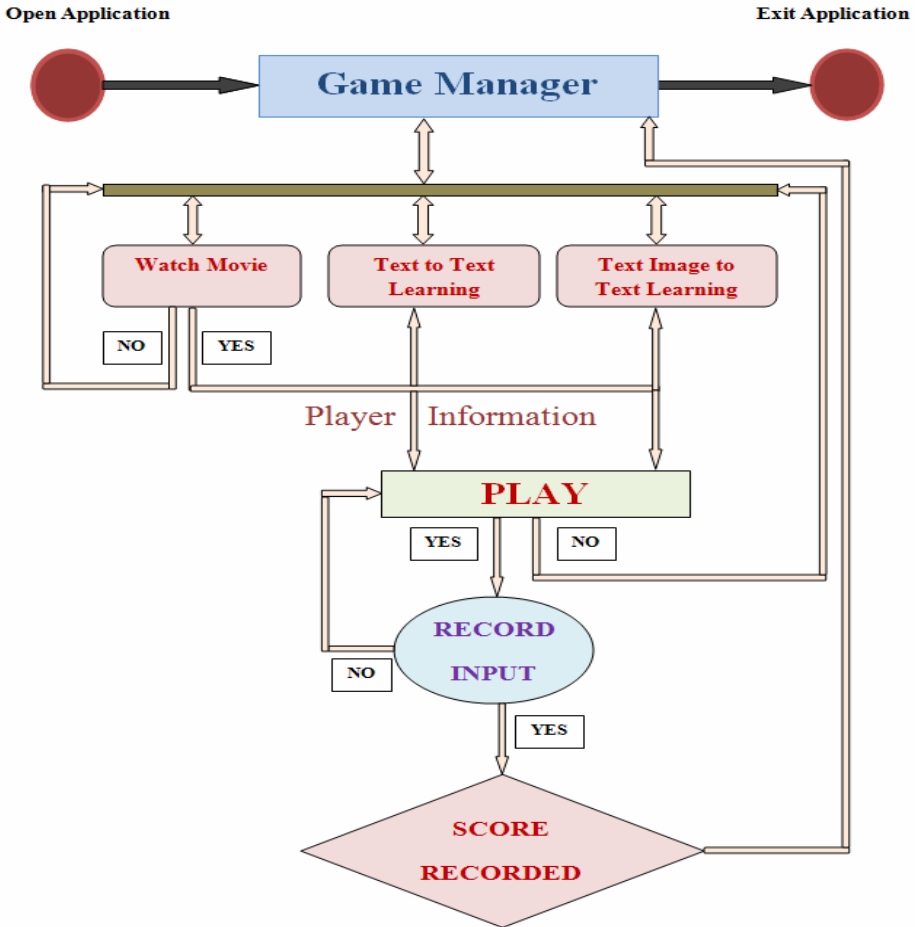 Open Application
Exit Application
Game Manager
Watch Movie
Text to Text
Learning
Text Image to
Text Learning
NO
YES
Player Information
PLAY
YES
NO
RECORD
INPUT
NO
YES
SCORE
RECORDED